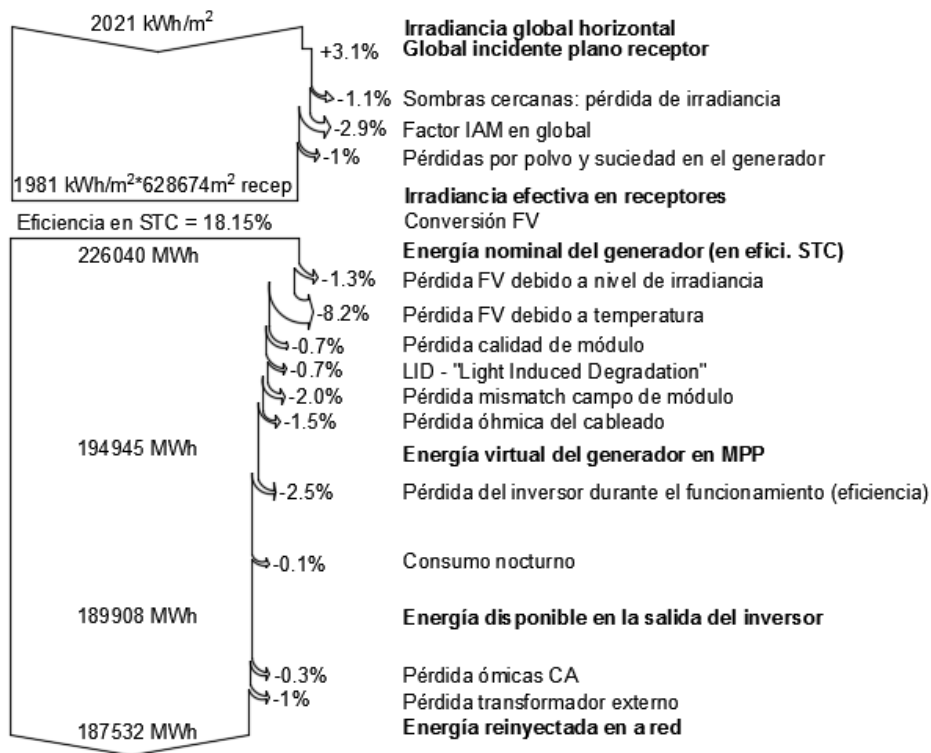 2021 kWh/m²
Irradiancia global horizontal
+3.1% Global incidente plano receptor
-1.1% Sombras cercanas: pérdida de irradiancia
-2.9% Factor IAM en global
-1% Pérdidas por polvo y suciedad en el generador
1981 kWh/m²*628674m² recep
Irradiancia efectiva en receptores
Eficiencia en STC = 18.15% Conversión FV
226040 MWh Energía nominal del generador (en efici. STC)
-1.3% Pérdida FV debido a nivel de irradiancia
-8.2% Pérdida FV debido a temperatura
-0.7% Pérdida calidad de módulo
-0.7% LID - "Light Induced Degradation"
-2.0% Pérdida mismatch campo de módulo
-1.5% Pérdida óhmica del cableado
194945 MWh Energía virtual del generador en MPP
-2.5% Pérdida del inversor durante el funcionamiento (eficiencia)
-0.1% Consumo nocturno
189908 MWh Energía disponible en la salida del inversor
-0.3% Pérdida ómicas CA
-1% Pérdida transformador externo
187532 MWh Energía reinyectada en a red